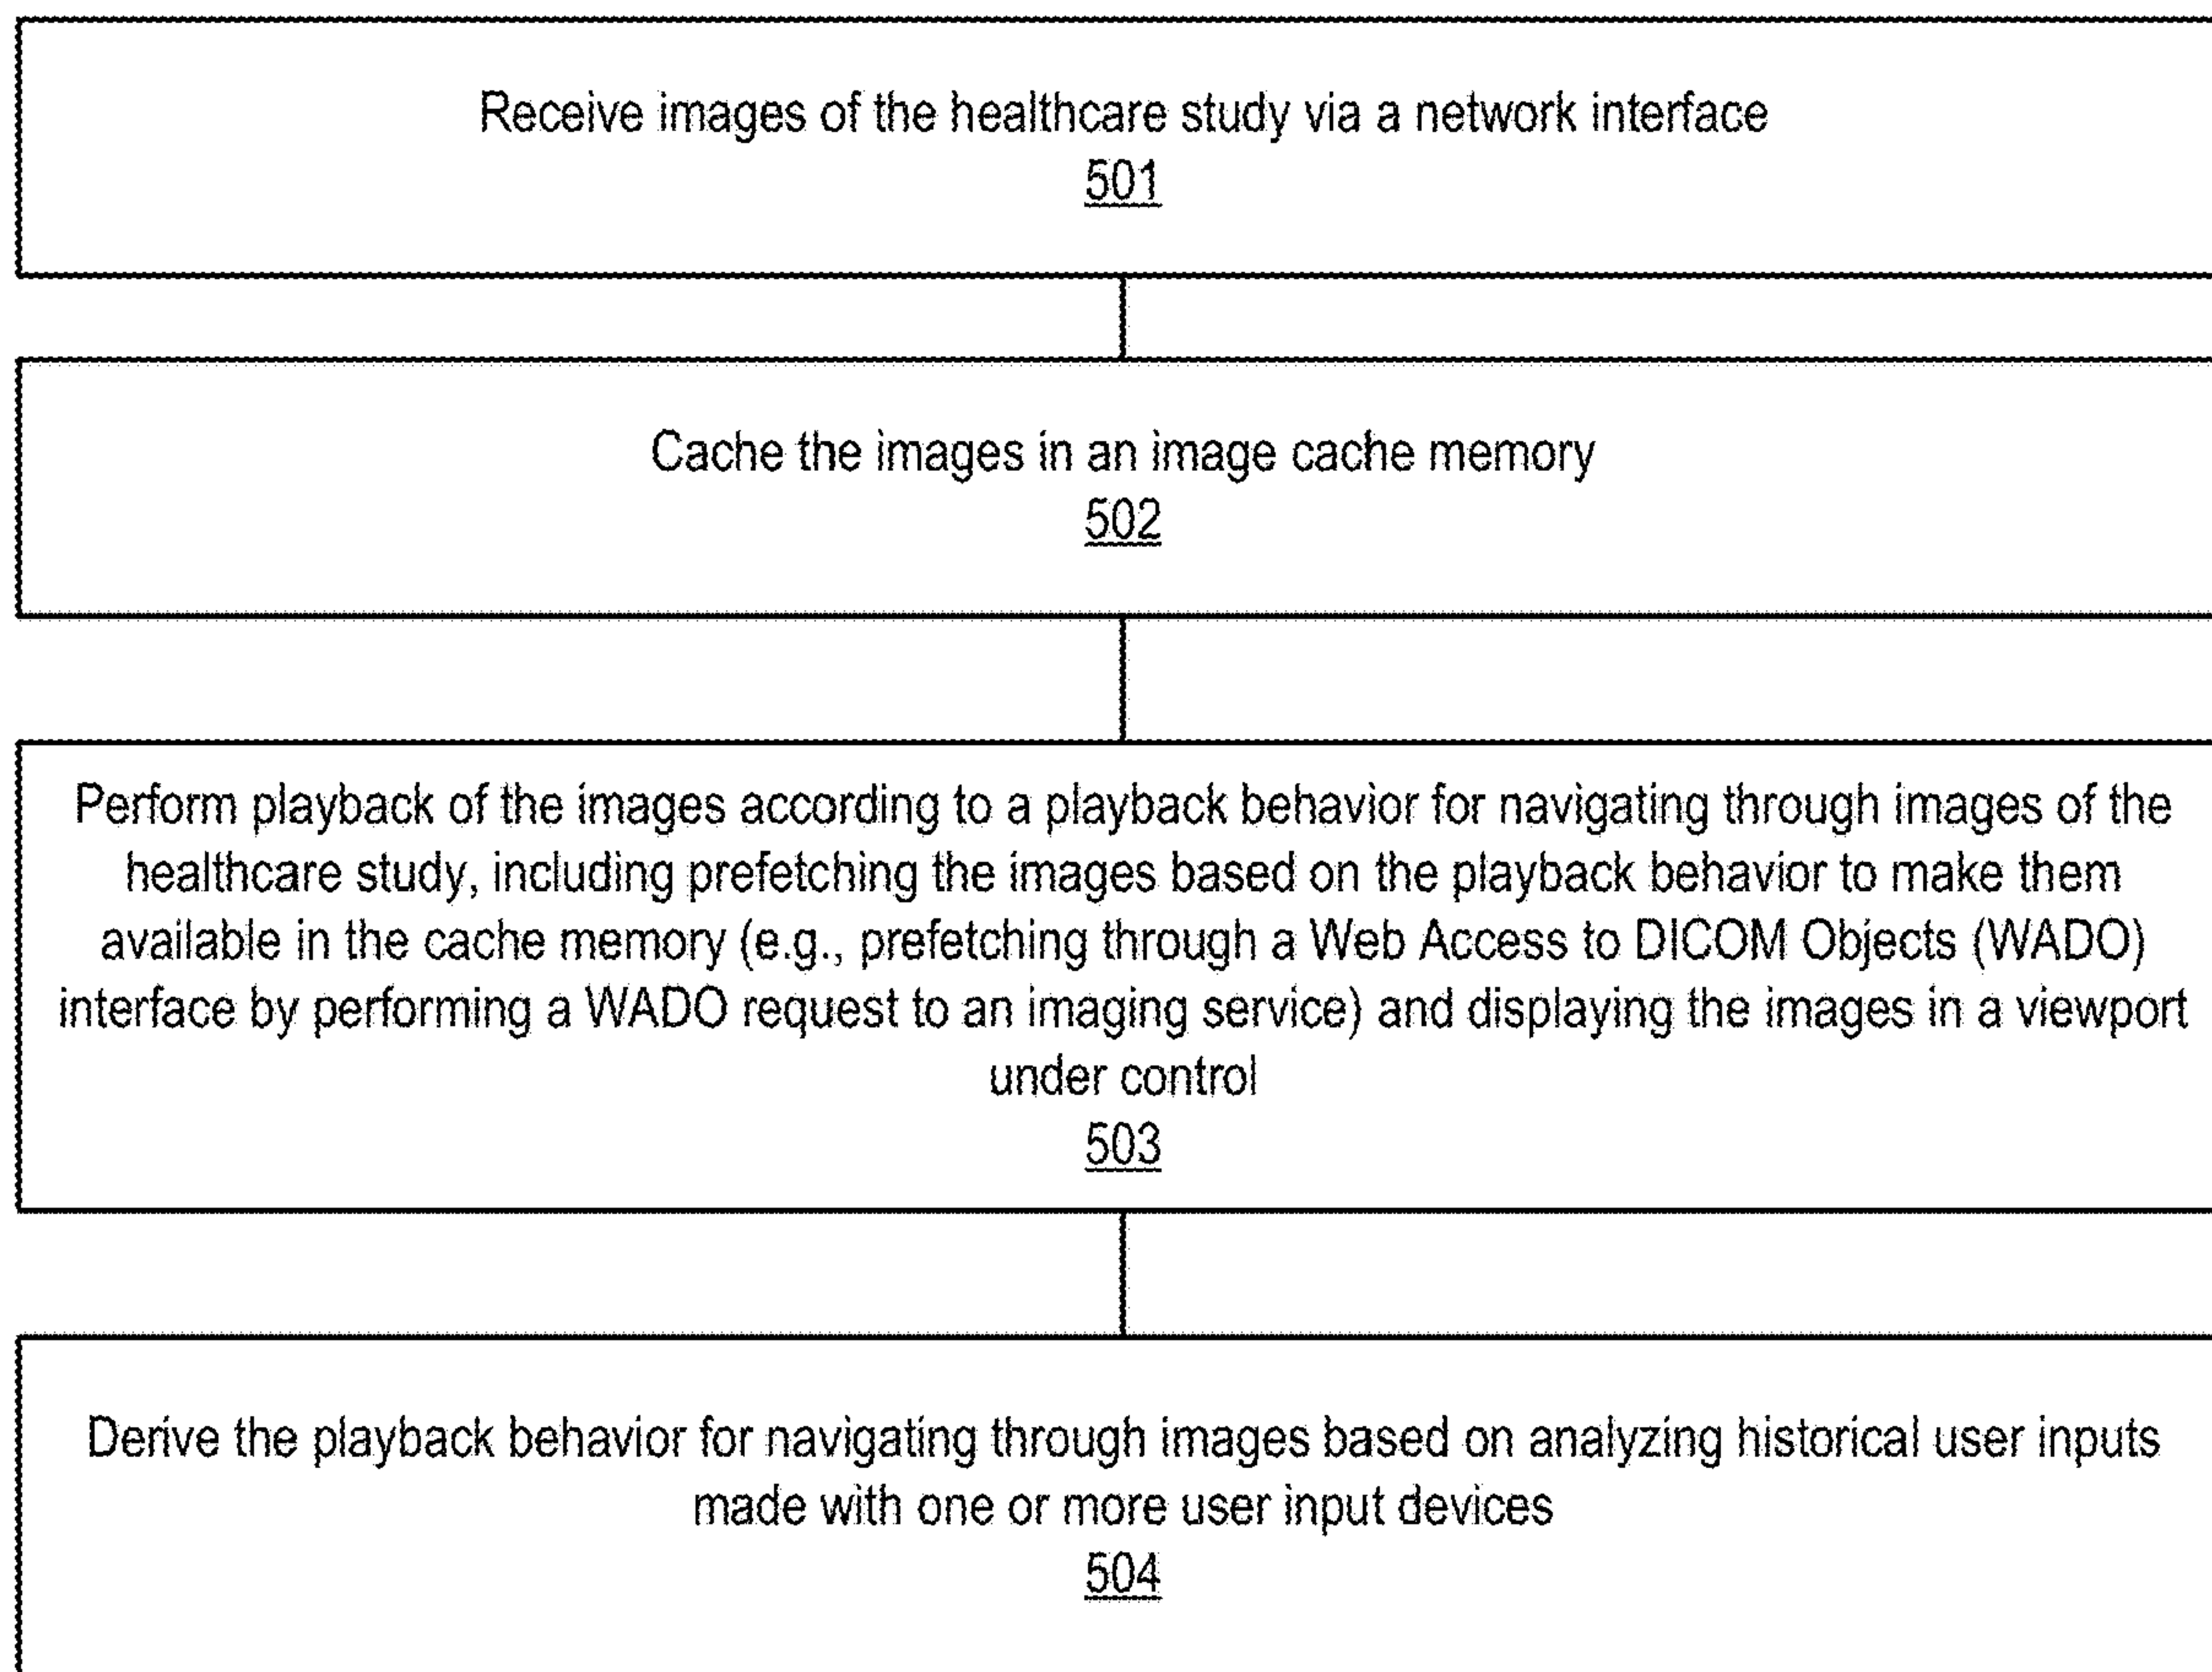 Receive images of the healthcare study via a network interface
501
Cache the images in an image cache memory
502
Perform playback of the images according to a playback behavior for navigating through images of the
healthcare study, including prefetching the images based on the playback behavior to make them
available in the cache memory (e.g., prefetching through a Web Access to DICOM Objects (WADO)
interface by performing a WADO request to an imaging service) and displaying the images in a viewport
under control
503
Derive the playback behavior for navigating through images based on analyzing historical user inputs
made with one or more user input devices
504